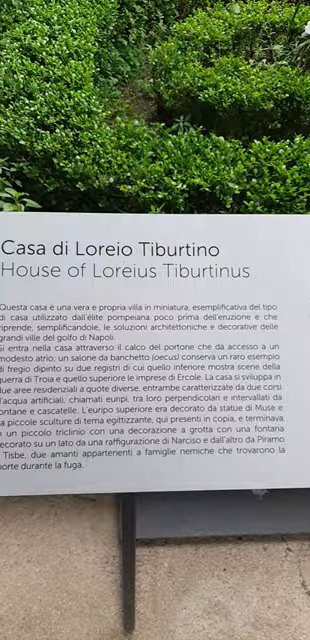 Casa di Loreio Tiburtino
House of Loreius Tiburtinus
Questa casa è una vera e propria villa in miniatura, esemplificativa del tipo
di casa utilizzato dall'élite pompeiana poco prima dell'eruzione e che
riprende, semplificandole, le soluzioni architettoniche e decorative delle
grandi ville del golfo di Napoli.
Si entra nella casa attraverso il calco del portone che dà accesso a un
modesto atrio; un salone da banchetto (oecus) conserva un raro esempio
di fregio dipinto su due registri di cui quello inferiore mostra scene della
guerra di Troia e quello superiore le imprese di Ercole. La casa si sviluppa in
due aree residenziali a quote diverse, entrambe caratterizzate da due corsi
d'acqua artificiali, chiamati euripi, tra loro perpendicolari e intervallati da
fontane e cascatelle. L'euripo superiore era decorato da statue di Muse e
da piccole sculture di tema egittizzante, qui presenti in copia, e terminava
in un piccolo triclinio con una decorazione a grotta con una fontana
decorato su un lato da una raffigurazione di Narciso e dall'altro da Piramo
e Tisbe, due amanti appartenenti a famiglie nemiche che trovarono la
morte durante la fuga.